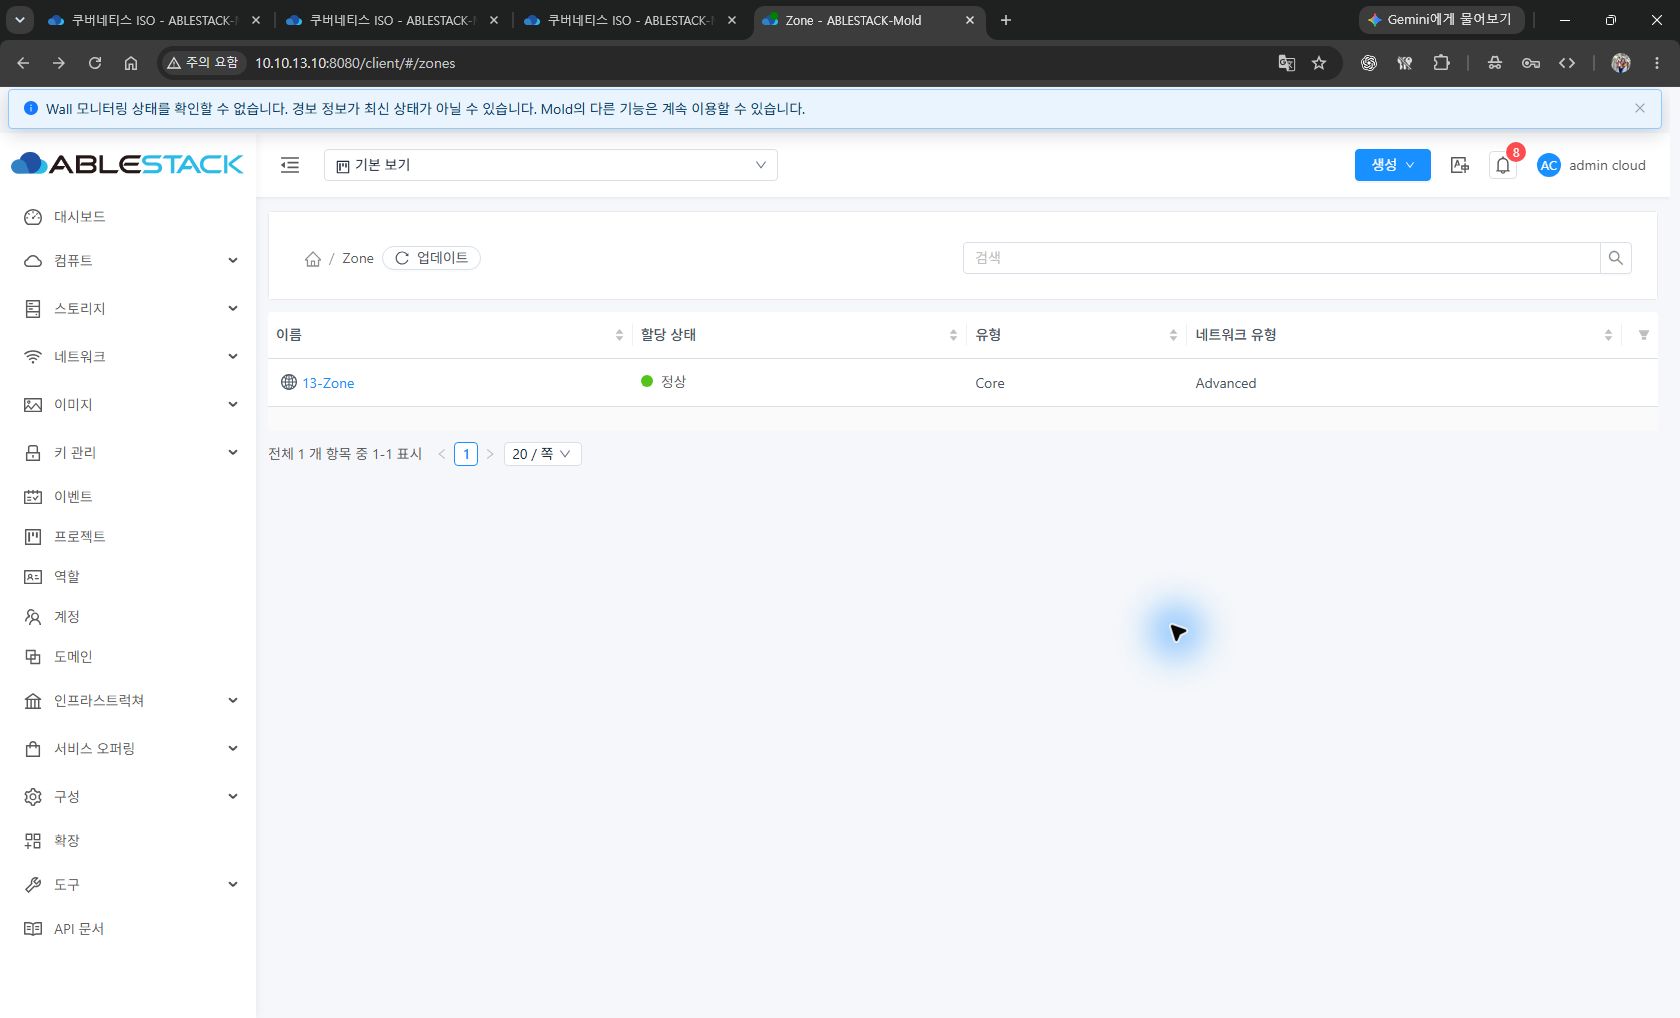 쿠버네티스 ISO - ABLESTACK-
쿠버네티스 ISO - ABLESTACK-
쿠버네티스 ISO - ABLESTACK-
Zone - ABLESTACK-Mold
Gemini에게 물어보기
주의 요함
10.10.13.10:8080/client/#/zones
Wall 모니터링 상태를 확인할 수 없습니다. 경보 정보가 최신 상태가 아닐 수 있습니다. Mold의 다른 기능은 계속 이용할 수 있습니다.
ABLESTACK
기본 보기
생성
8
AC
admin cloud
대시보드
컴퓨트
스토리지
네트워크
이미지
키 관리
이벤트
프로젝트
역할
계정
도메인
인프라스트럭쳐
서비스 오퍼링
구성
확장
도구
API 문서
/ Zone 업데이트
검색
이름 할당 상태 유형 네트워크 유형
13-Zone 정상 Core Advanced
전체 1 개 항목 중 1-1 표시 < 1 > 20 / 쪽